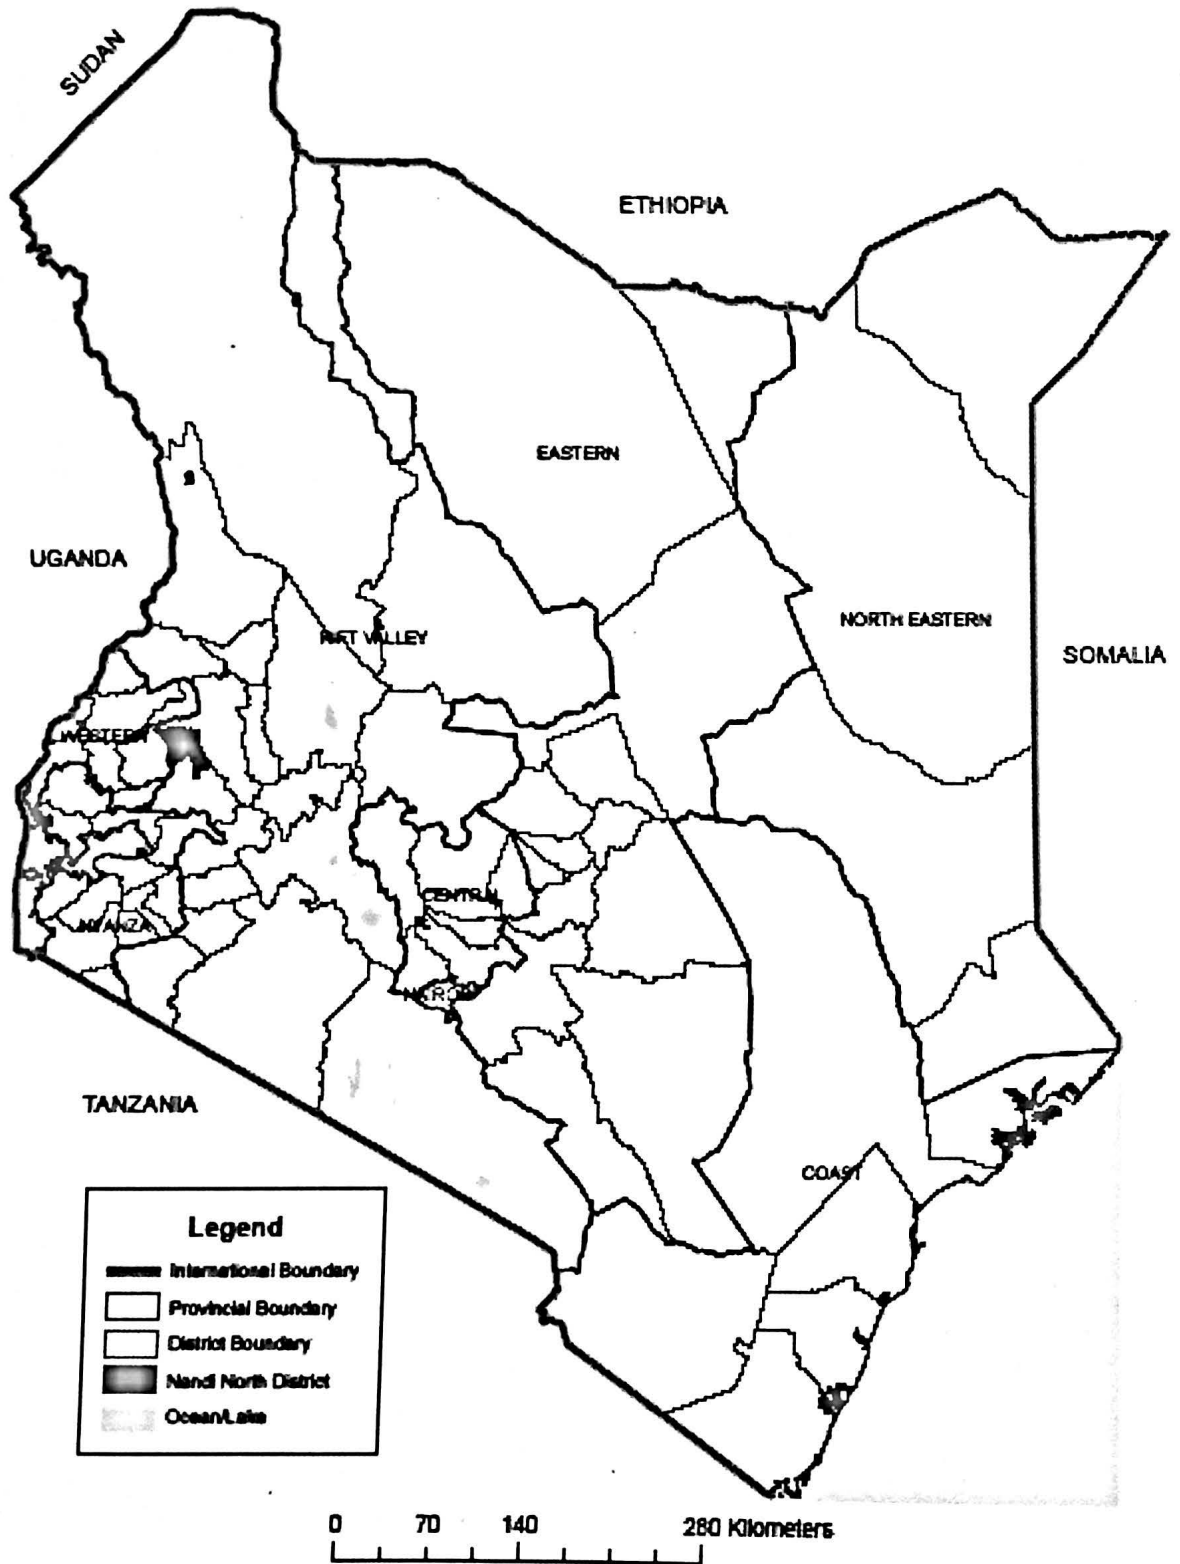 SUDAN
ETHIOPIA
EASTERN
UGANDA
NORTH EASTERN
RIFT VALLEY
SOMALIA
WESTERN
CENTRAL
NYANZA
TANZANIA
COAST
Legend
International Boundary
Provincial Boundary
District Boundary
Nandi North District
Ocean/Lake
0 70 140 280 Kilometers